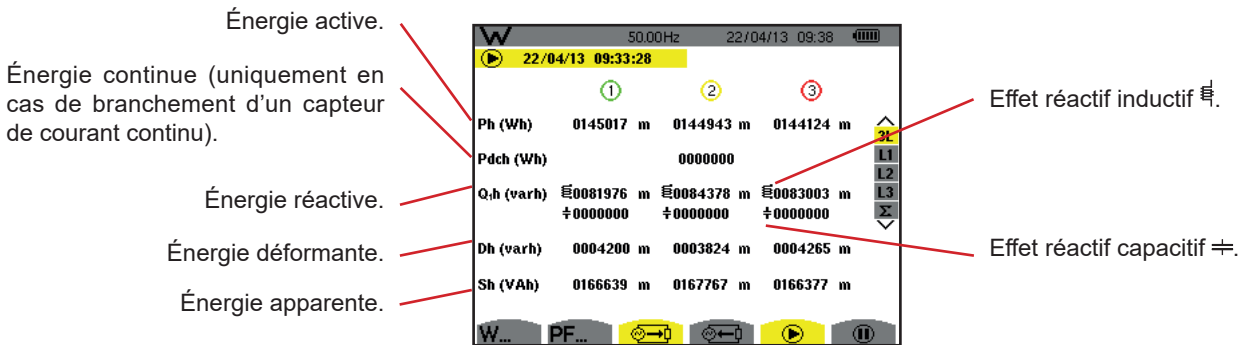 Énergie active.
Énergie continue (uniquement en
cas de branchement d'un capteur
de courant continu).
Énergie réactive.
Énergie déformante.
Énergie apparente.
W 50.00Hz 22/04/13 09:38
22/04/13 09:33:28
1 2 3
Ph (Wh) 0145017 m 0144943 m 0144124 m
Pdch (Wh) 0000000
Q₁h (varh) 0081976 m 0084378 m 0083003 m
0000000 0000000 0000000
Dh (varh) 0004200 m 0003824 m 0004265 m
Sh (VAh) 0166639 m 0167767 m 0166377 m
3L
L1
L2
L3
Σ
W... PF...
Effet réactif inductif .
Effet réactif capacitif .